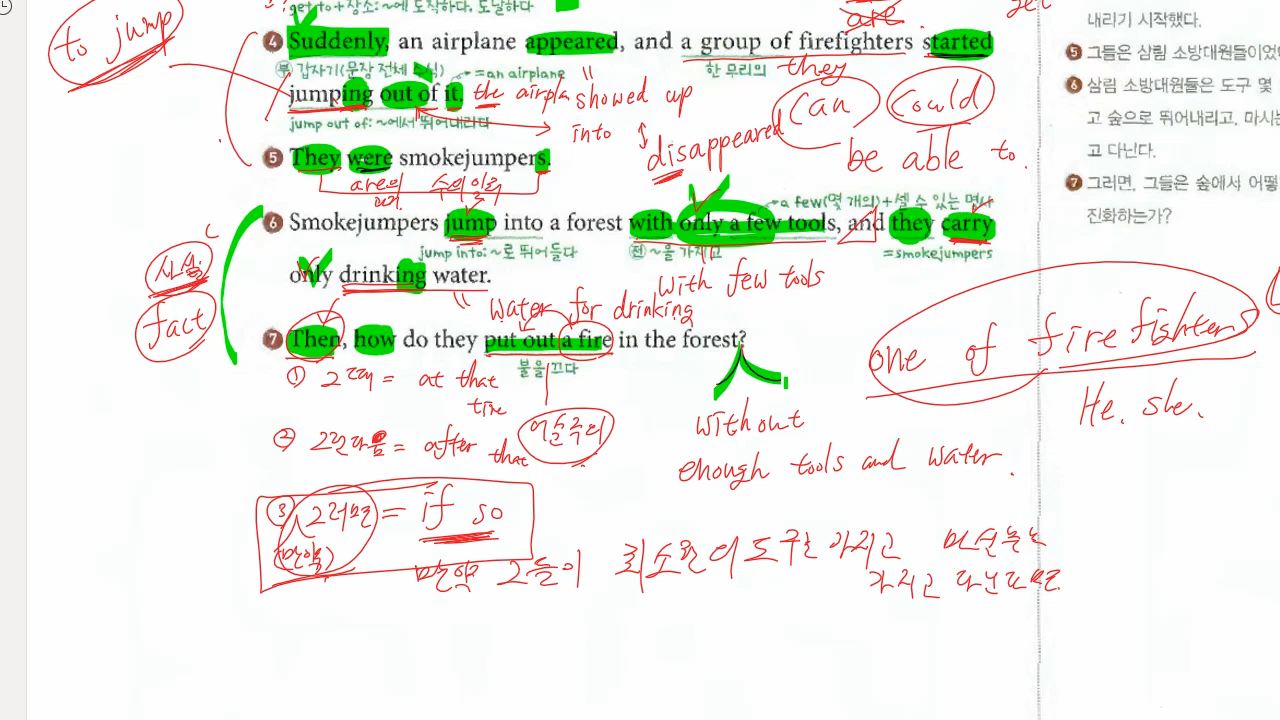 get to+장소: ~에 도착하다, 도달하다
are
to jump
④ Suddenly, an airplane appeared, and a group of firefighters started
부 갑자기(문장 전체 수식)
=an airplane
한 무리의 they
jumping out of it. the airpla showed up
can could
jump out of: ~에서 뛰어내리다
into
disappeared
be able to.
⑤ They were smokejumpers.
are의
a few(몇 개의)+셀 수 있는 명사
⑥ Smokejumpers jump into a forest with only a few tools, and they carry
jump into: ~로 뛰어들다
전 ~을 가지고
=smokejumpers
only drinking water.
with few tools
사실
fact
water for drinking
⑦ Then, how do they put out a fire in the forest?
불을 끄다
one of firefighters
He. she.
① 그때 = at that time
② 그런다음 = after that
without
enough tools and water.
③ 그러면 = if so
(만약)
만약 그들이 최소한의 도구만 가지고 마실물만
가지고 다닌다면
내리기 시작했다.
⑤ 그들은 삼림 소방대원들이었
⑥ 삼림 소방대원들은 도구 몇
고 숲으로 뛰어내리고, 마시는
고 다닌다.
⑦ 그러면, 그들은 숲에서 어떻
진화하는가?